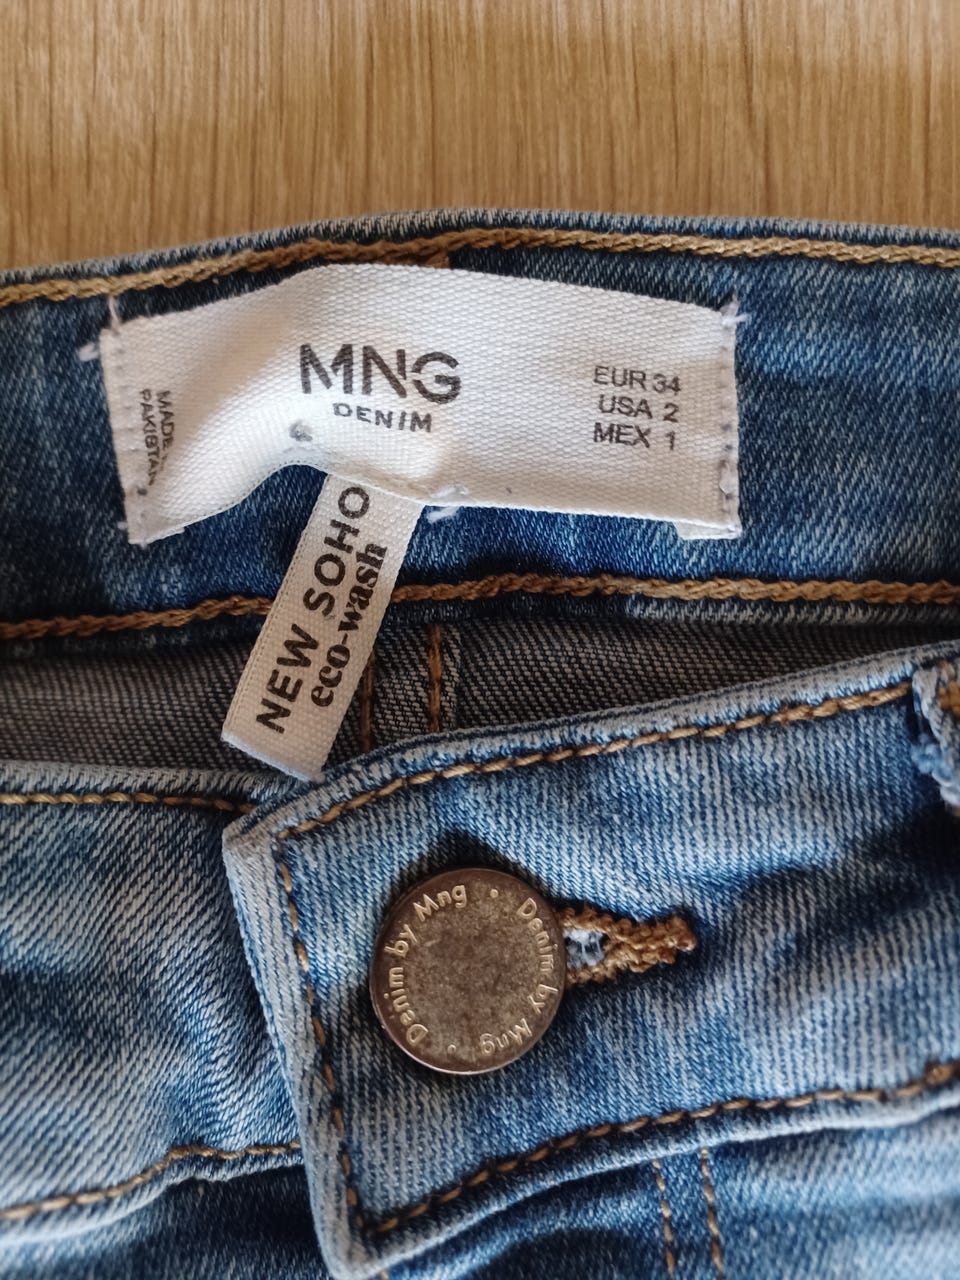 MNG
DENIM
EUR 34
USA 2
MEX 1
MADE
PAKISTAN
NEW SOHO
eco-wash
Denim by Mng • Denim by Mng •